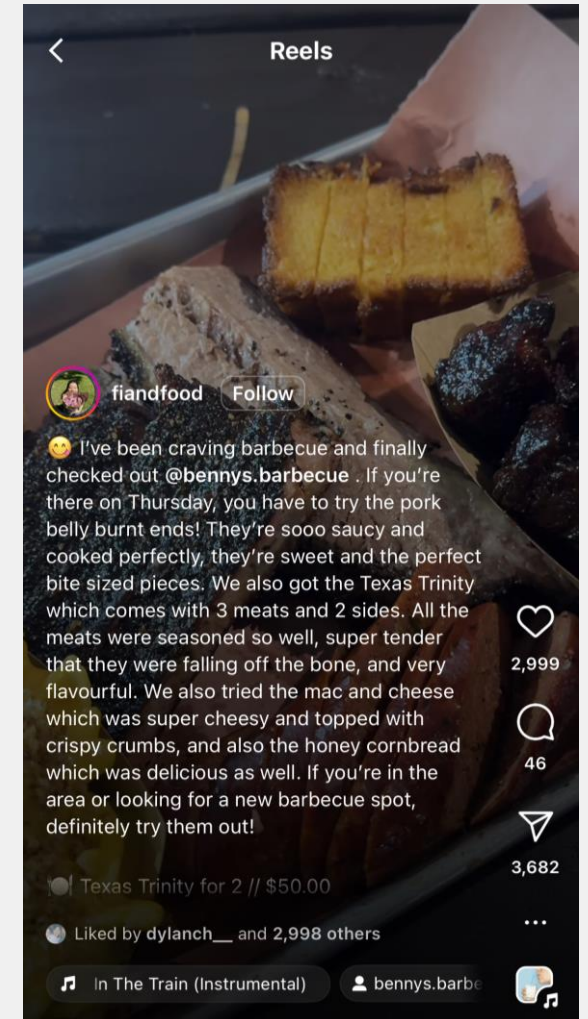 Reels
fiandfood Follow
😋 I've been craving barbecue and finally
checked out @bennys.barbecue . If you're
there on Thursday, you have to try the pork
belly burnt ends! They're sooo saucy and
cooked perfectly, they're sweet and the perfect
bite sized pieces. We also got the Texas Trinity
which comes with 3 meats and 2 sides. All the
meats were seasoned so well, super tender
that they were falling off the bone, and very
flavourful. We also tried the mac and cheese
which was super cheesy and topped with
crispy crumbs, and also the honey cornbread
which was delicious as well. If you're in the
area or looking for a new barbecue spot,
definitely try them out!
🍽️ Texas Trinity for 2 // $50.00
2,999
46
3,682
Liked by dylanch__ and 2,998 others
In The Train (Instrumental)
bennys.barbe